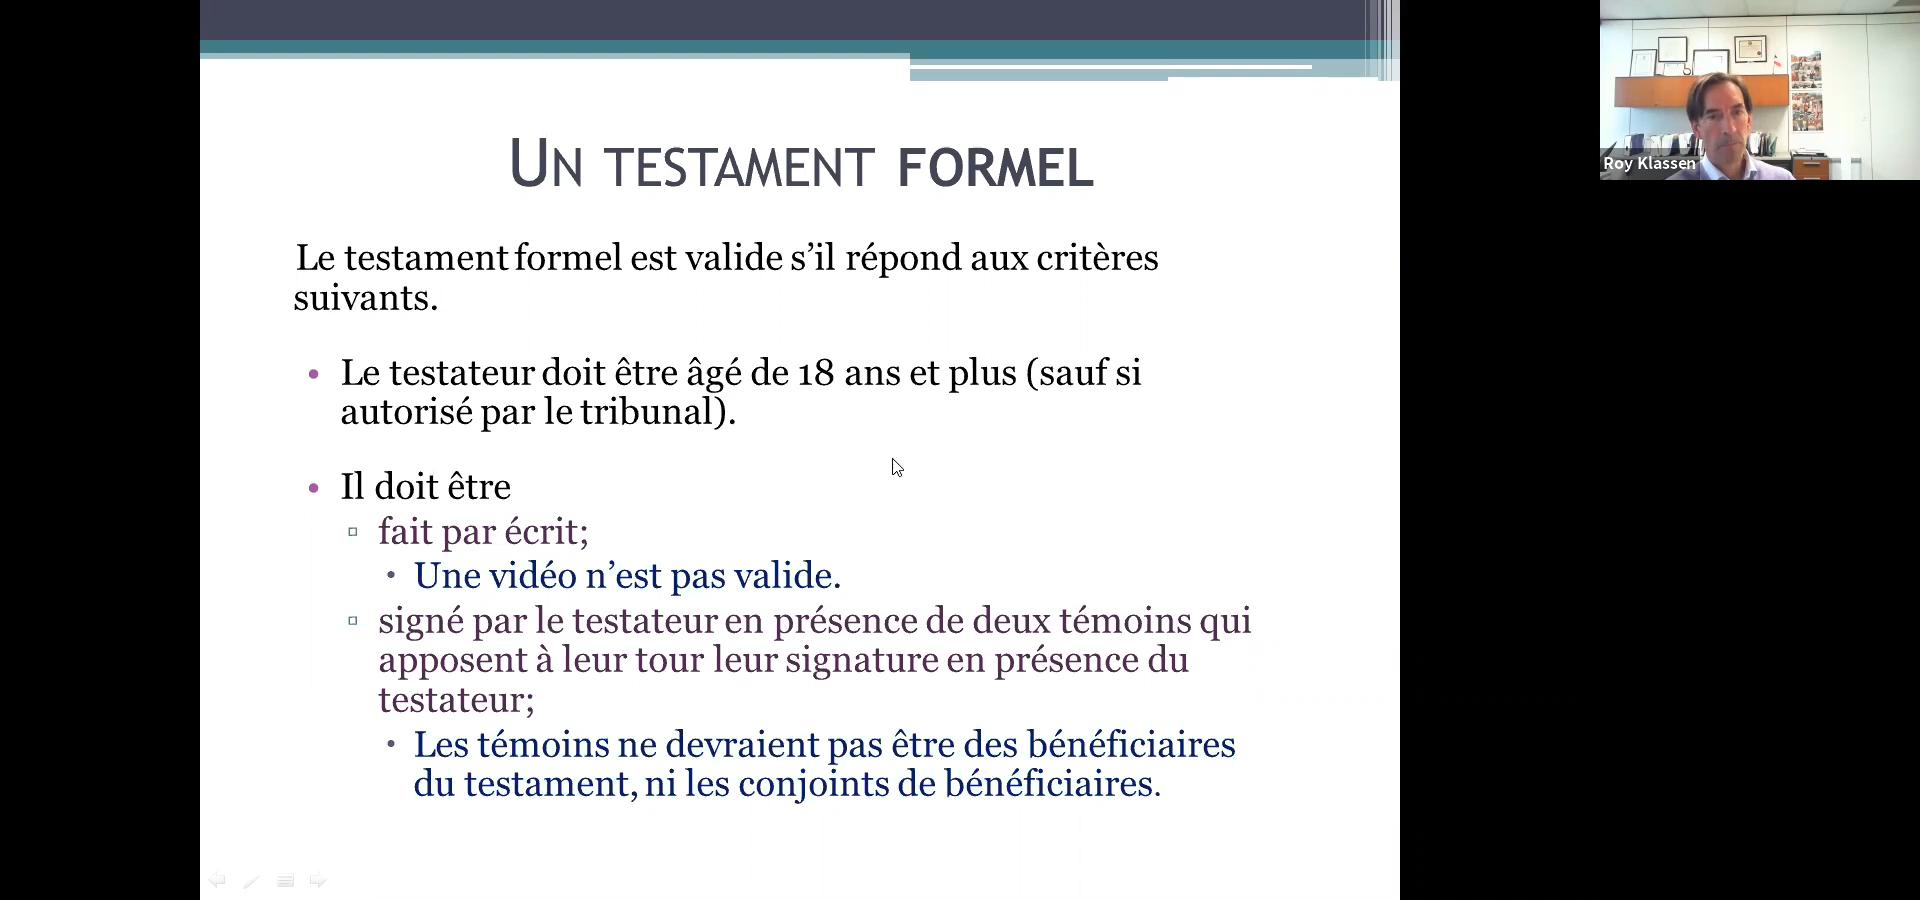 UN TESTAMENT FORMEL
Le testament formel est valide s’il répond aux critères
suivants.
• Le testateur doit être âgé de 18 ans et plus (sauf si
autorisé par le tribunal).
• Il doit être
▫ fait par écrit;
• Une vidéo n’est pas valide.
▫ signé par le testateur en présence de deux témoins qui
apposent à leur tour leur signature en présence du
testateur;
• Les témoins ne devraient pas être des bénéficiaires
du testament, ni les conjoints de bénéficiaires.
Roy Klassen